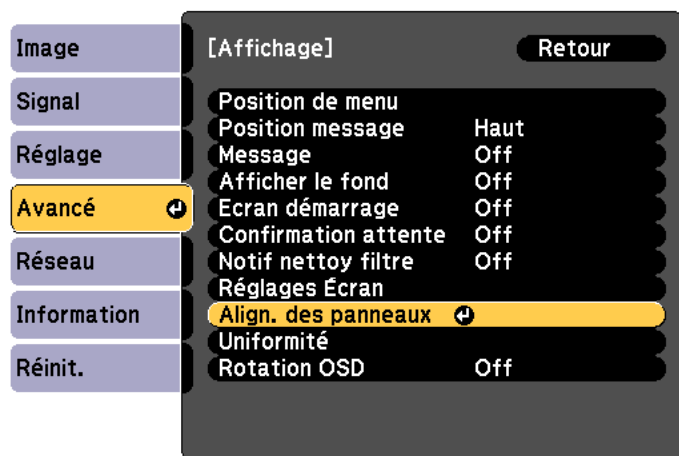 Image
Signal
Réglage
Avancé
Réseau
Information
Réinit.
[Affichage] Retour
Position de menu
Position message Haut
Message Off
Afficher le fond Off
Ecran démarrage Off
Confirmation attente Off
Notif nettoy filtre Off
Réglages Écran
Align. des panneaux
Uniformité
Rotation OSD Off